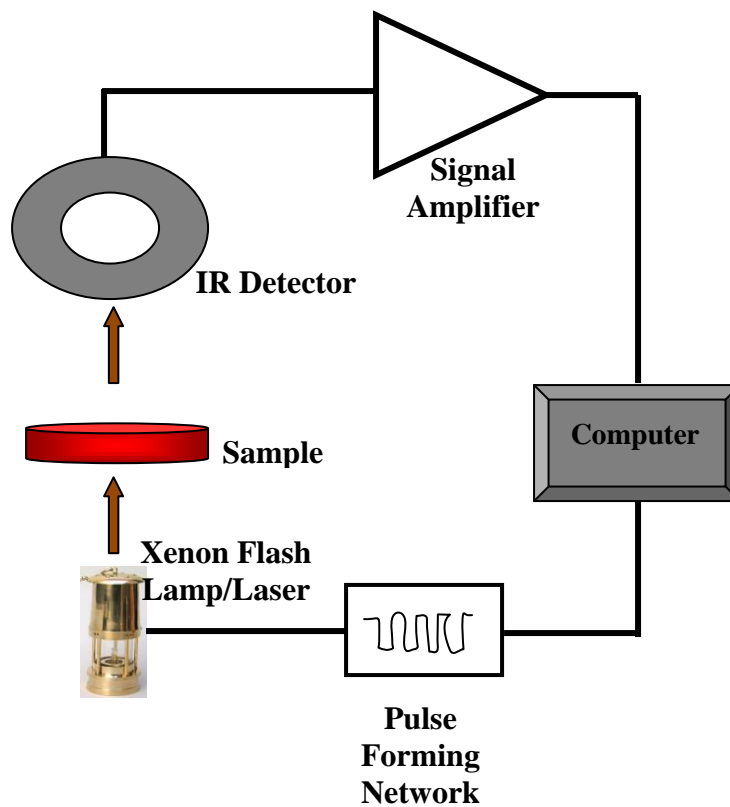 Signal
Amplifier
IR Detector
Computer
Sample
Xenon Flash
Lamp/Laser
Pulse
Forming
Network